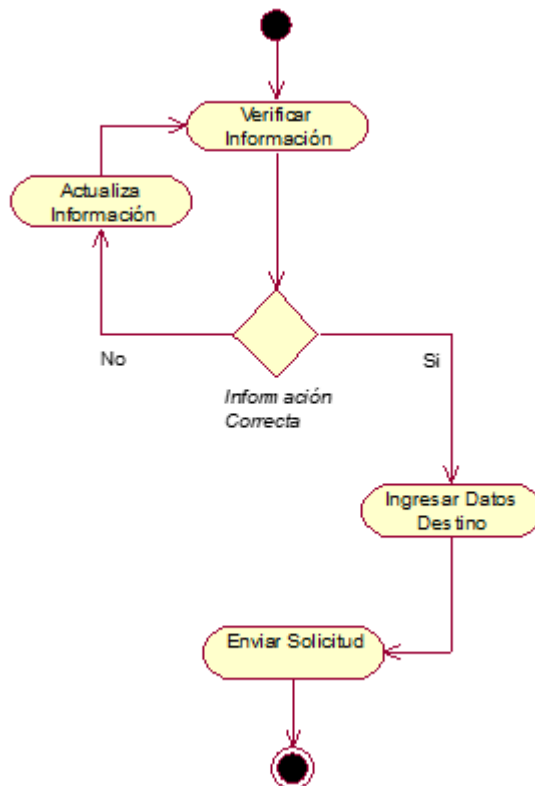 Verificar
Información
Actualiza
Información
No
Si
Información
Correcta
Ingresar Datos
Destino
Enviar Solicitud